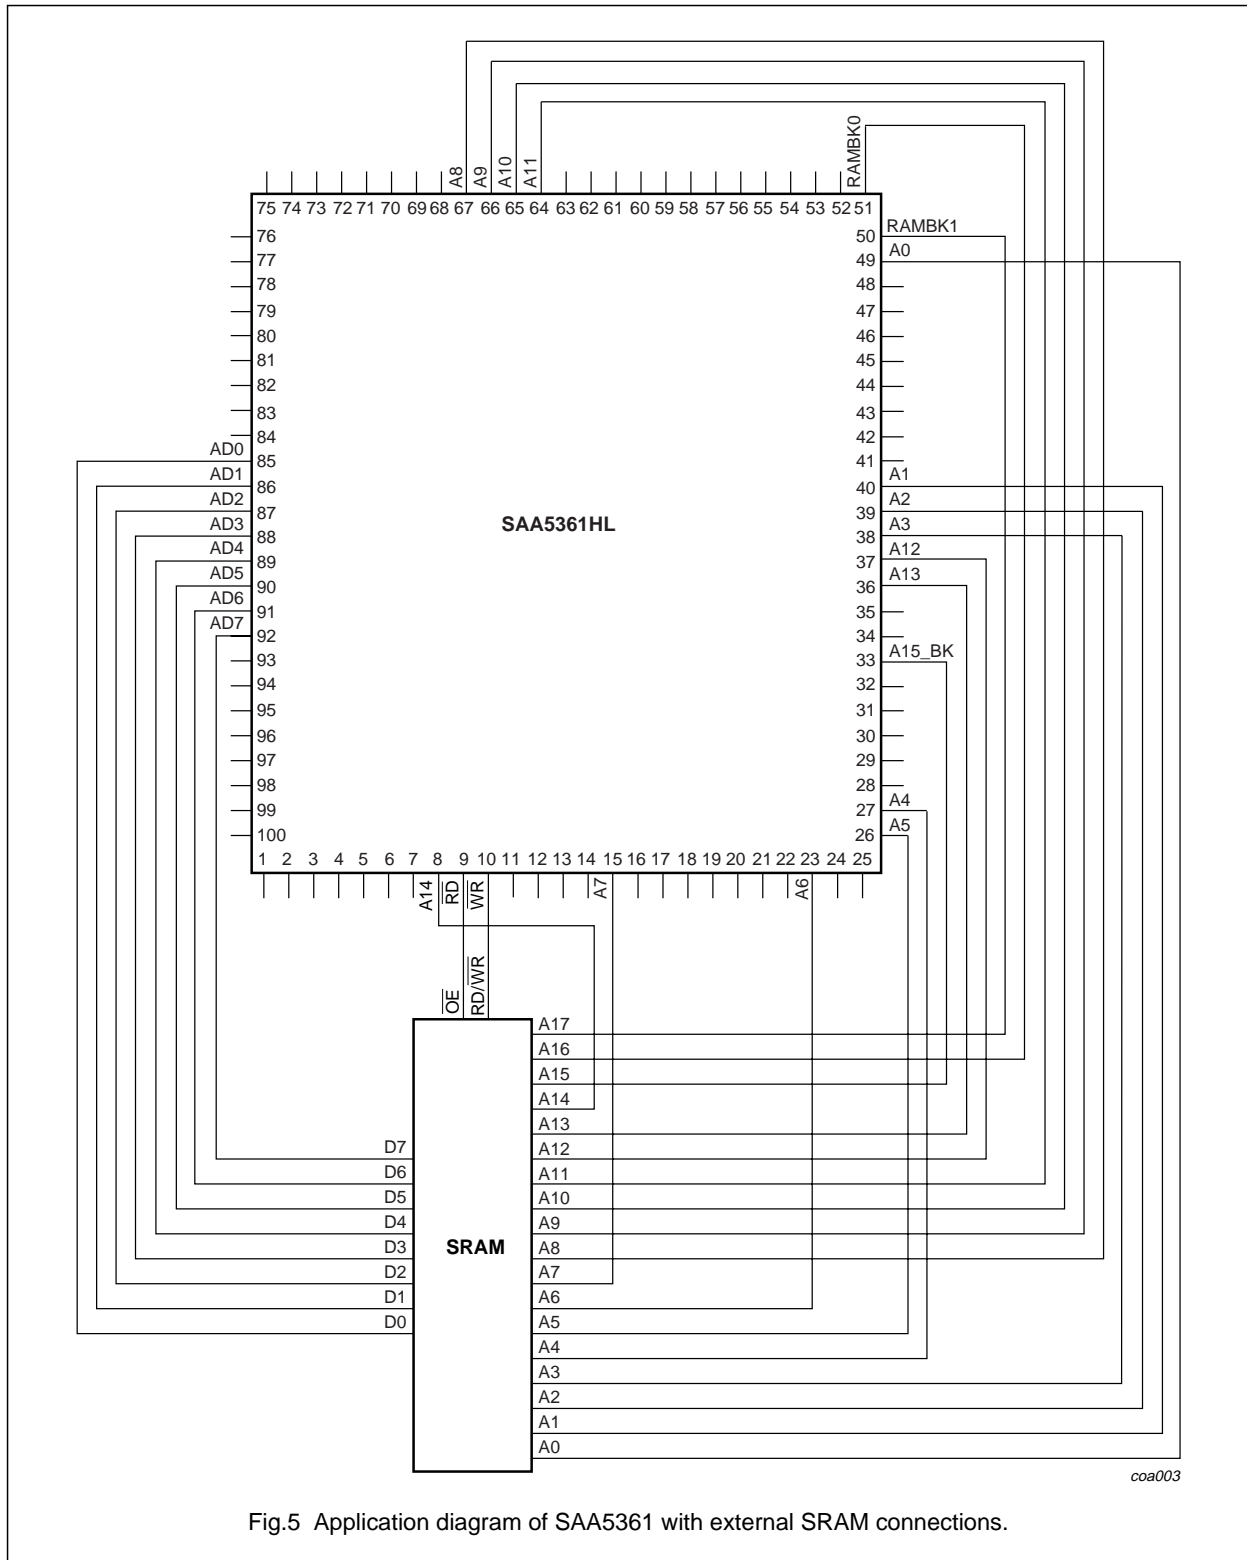 A8 A9 A10 A11 RAMBK0
75 74 73 72 71 70 69 68 67 66 65 64 63 62 61 60 59 58 57 56 55 54 53 52 51
76 50 RAMBK1
77 49 A0
78 48
79 47
80 46
81 45
82 44
83 43
84 42
AD0 85 41
AD1 86 40 A1
AD2 87 39 A2
AD3 88 SAA5361HL 38 A3
AD4 89 37 A12
AD5 90 36 A13
AD6 91 35
AD7 92 34
93 33 A15_BK
94 32
95 31
96 30
97 29
98 28
99 27 A4
100 26 A5
1 2 3 4 5 6 7 8 9 10 11 12 13 14 15 16 17 18 19 20 21 22 23 24 25
A14 RD WR A7 A6
OE RD/WR
A17
A16
A15
A14
A13
D7 A12
D6 A11
D5 A10
D4 A9
D3 SRAM A8
D2 A7
D1 A6
D0 A5
A4
A3
A2
A1
A0
coa003
Fig.5 Application diagram of SAA5361 with external SRAM connections.